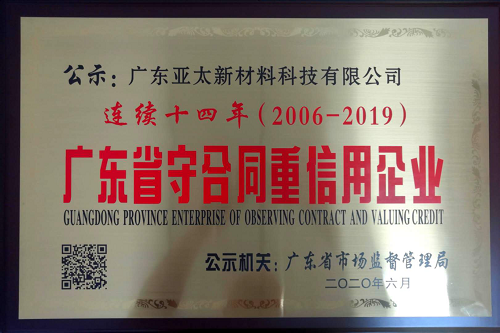 公示：广东亚太新材料科技有限公司
连续十四年（2006-2019）
广东省守合同重信用企业
GUANGDONG PROVINCE ENTERPRISE OF OBSERVING CONTRACT AND VALUING CREDIT
公示机关：广东省市场监督管理局
二〇二〇年六月